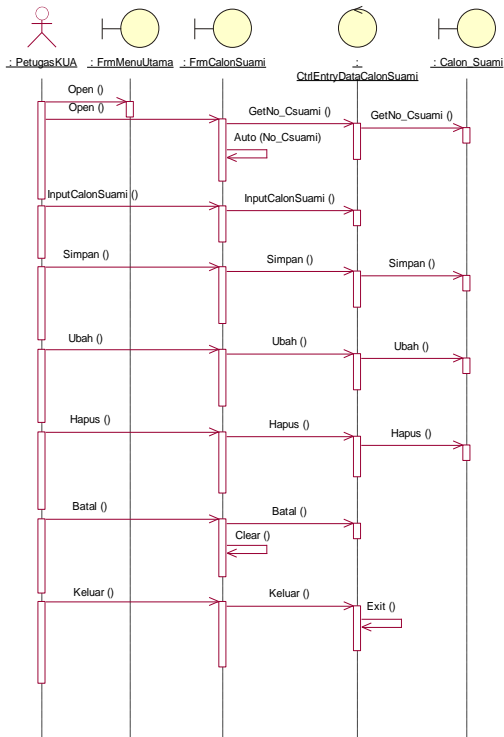 : PetugasKUA
: FrmMenuUtama
: FrmCalonSuami
:
CtrlEntryDataCalonSuami
: Calon_Suami
Open ()
Open ()
GetNo_Csuami ()
GetNo_Csuami ()
Auto (No_Csuami)
InputCalonSuami ()
InputCalonSuami ()
Simpan ()
Simpan ()
Simpan ()
Ubah ()
Ubah ()
Ubah ()
Hapus ()
Hapus ()
Hapus ()
Batal ()
Batal ()
Clear ()
Keluar ()
Keluar ()
Exit ()